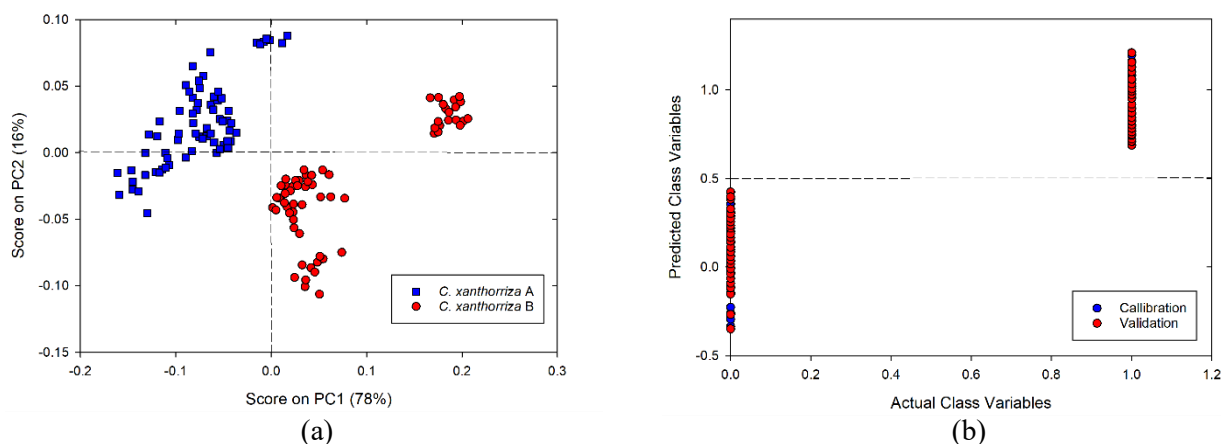 0.10
0.05
0.00
-0.05
-0.10
-0.15
Score on PC2 (16%)
C. xanthorriza A
C. xanthorriza B
-0.2
-0.1
0.0
0.1
0.2
0.3
Score on PC1 (78%)
(a)
1.0
0.5
0.0
-0.5
Predicted Class Variables
Callibration
Validation
0.0
0.2
0.4
0.6
0.8
1.0
1.2
Actual Class Variables
(b)